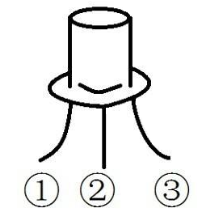 ① ② ③